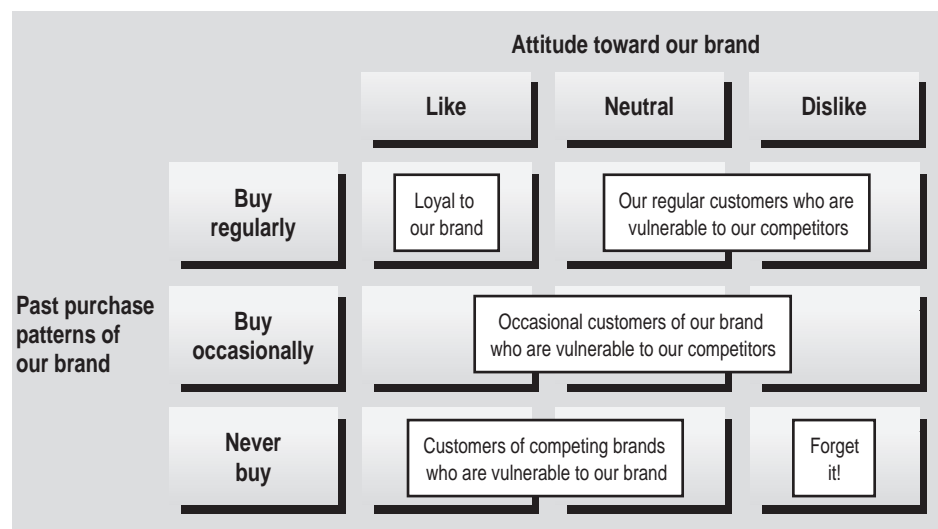 Attitude toward our brand
Like
Neutral
Dislike
Buy
regularly
Loyal to
our brand
Our regular customers who are
vulnerable to our competitors
Past purchase
patterns of
our brand
Buy
occasionally
Occasional customers of our brand
who are vulnerable to our competitors
Never
buy
Customers of competing brands
who are vulnerable to our brand
Forget
it!